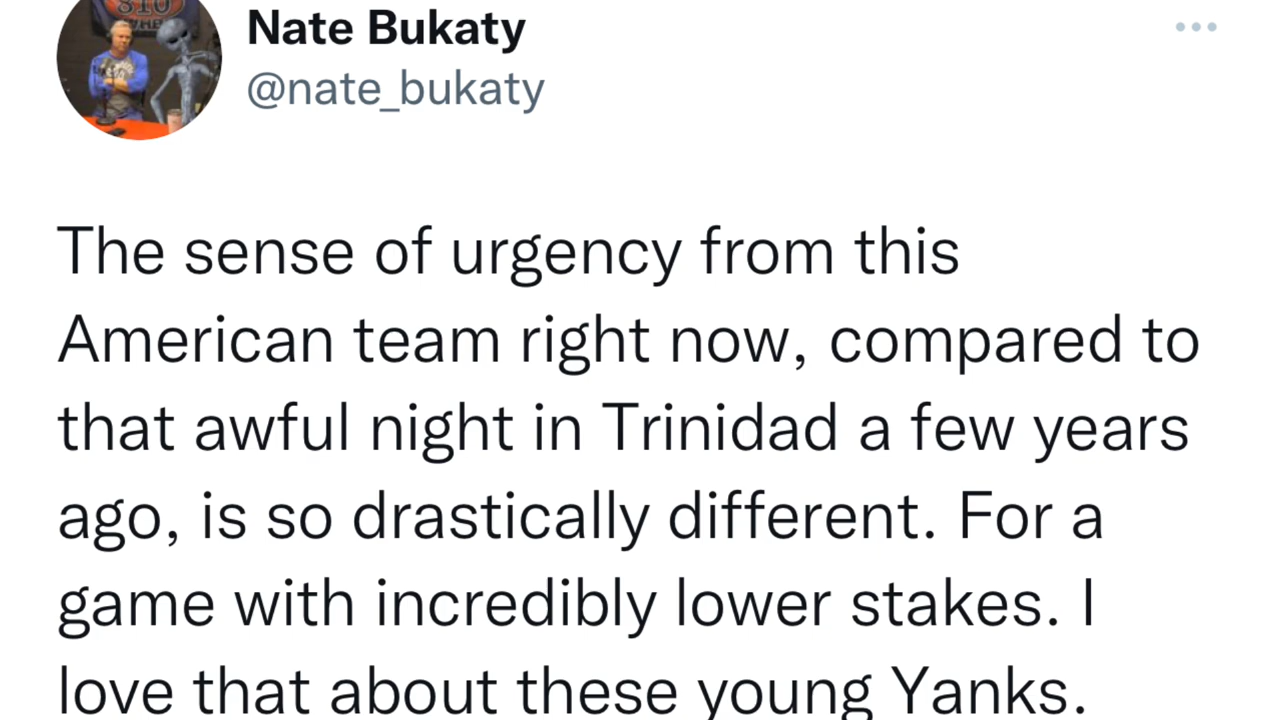 810
WHB
Nate Bukaty
@nate_bukaty
The sense of urgency from this
American team right now, compared to
that awful night in Trinidad a few years
ago, is so drastically different. For a
game with incredibly lower stakes. I
love that about these young Yanks.